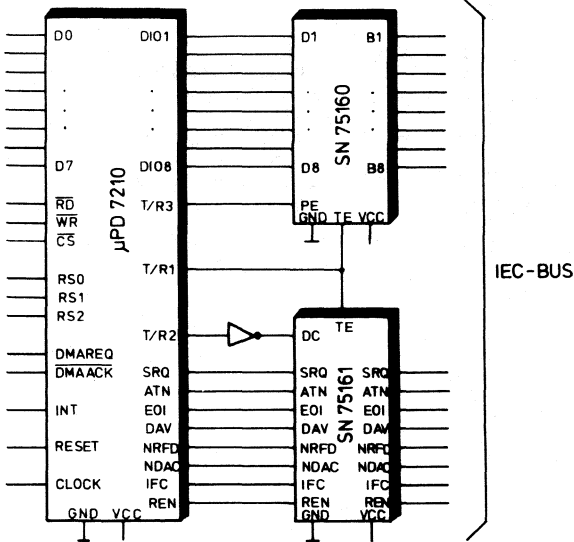 D0
D7
RD
WR
CS
RS0
RS1
RS2
DMAREQ
DMAACK
INT
RESET
CLOCK
GND VCC
µPD 7210
DIO1
DIO8
T/R3
T/R1
T/R2
SRQ
ATN
EOI
DAV
NRFD
NDAC
IFC
REN
D1
D8
PE
GND TE VCC
SN 75160
B1
B8
TE
DC
SRQ
ATN
EOI
DAV
NRFD
NDAC
IFC
REN
GND
SN 75161
SRQ
ATN
EOI
DAV
NRFD
NDAC
IFC
REN
VCC
IEC-BUS